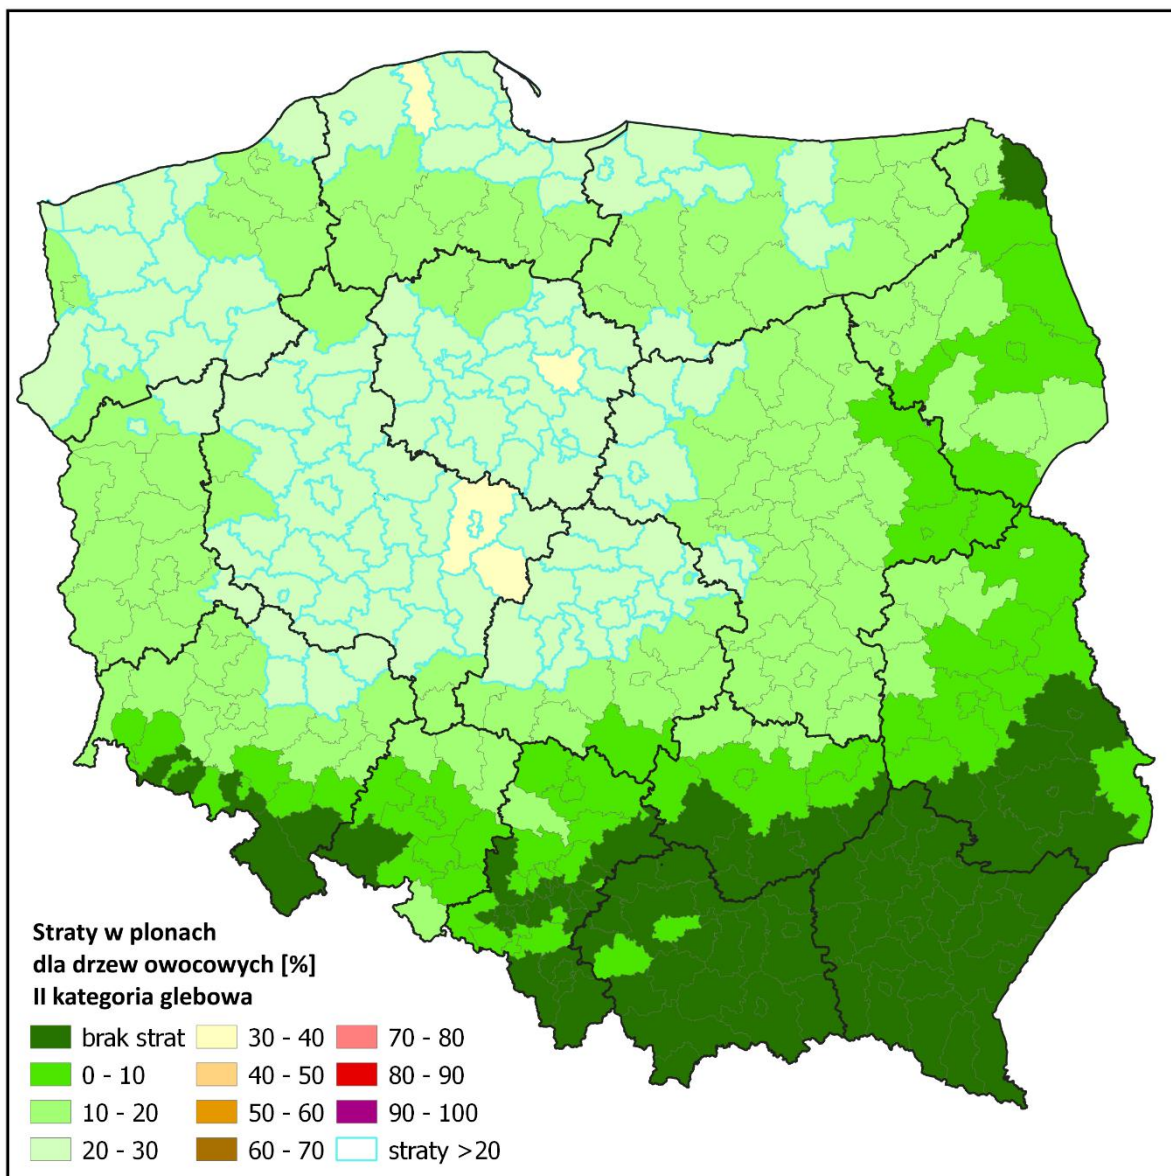 Straty w plonach
dla drzew owocowych [%]
II kategoria glebowa
brak strat
0 - 10
10 - 20
20 - 30
30 - 40
40 - 50
50 - 60
60 - 70
70 - 80
80 - 90
90 - 100
straty >20